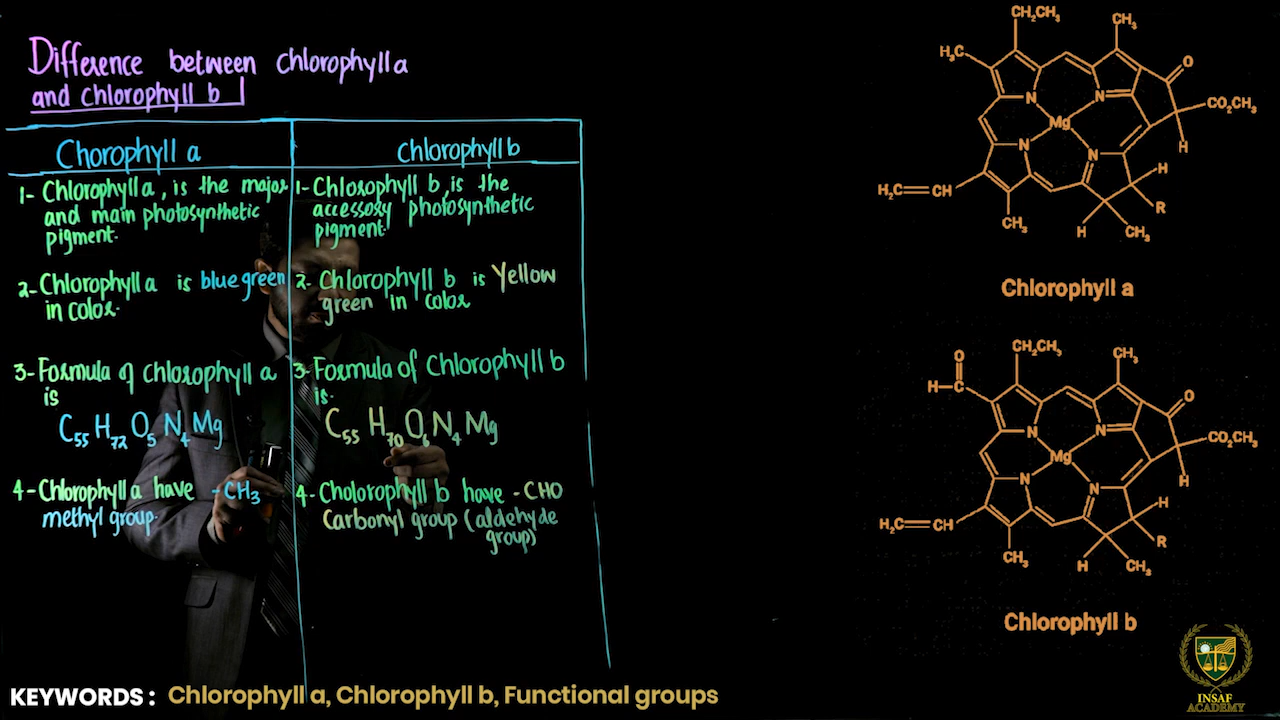 Difference between chlorophyll a
and Chlorophyll b
Chorophyll a
1- Chlorophyll a, is the major
and main photosynthetic
pigment.
2- Chlorophyll a is blue green
in color.
3- Formula of chlorophyll a
is
C55 H72 O5 N4 Mg
4- Chlorophyll a have -CH3
methyl group.
Chlorophyll b
1- Chlorophyll b, is the
accessory photosynthetic
pigment.
2- Chlorophyll b is Yellow
green in color
3- Formula of Chlorophyll b
is.
C55 H70 O6 N4 Mg
4- Cholorophyll b have -CHO
Carbonyl group (aldehyde
group)
CH2CH3
CH3
H3C
O
N
N
Mg
CO2CH3
N
N
H
H
H2C
CH
R
CH3
H
CH3
Chlorophyll a
CH2CH3
O
CH3
H
C
O
N
N
CO2CH3
Mg
N
N
H
H
H2C
CH
R
CH3
H
CH3
Chlorophyll b
KEYWORDS : Chlorophyll a, Chlorophyll b, Functional groups
INSAF
ACADEMY